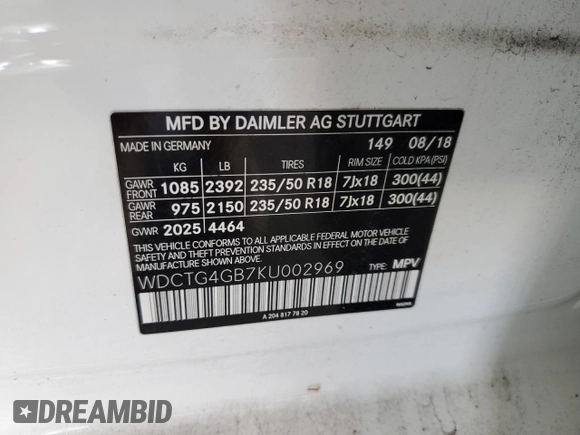 MFD BY DAIMLER AG STUTTGART
MADE IN GERMANY 149 08/18
KG LB TIRES RIM SIZE COLD KPA(PSI)
GAWR FRONT 1085 2392 235/50 R18 7Jx18 300(44)
GAWR REAR 975 2150 235/50 R18 7Jx18 300(44)
GVWR 2025 4464
THIS VEHICLE CONFORMS TO ALL APPLICABLE FEDERAL MOTOR VEHICLE
SAFETY AND THEFT PREVENTION STANDARDS IN EFFECT ON THE DATE
OF MANUFACTURE SHOWN ABOVE.
WDCTG4GB7KU002969 TYPE: MPV
A 204 817 78 20
DREAMBID